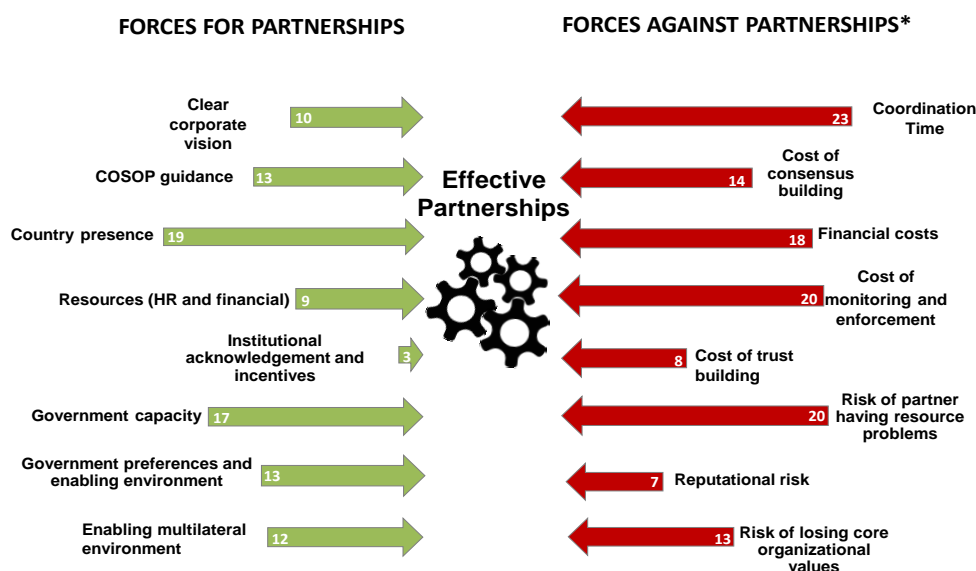 FORCES FOR PARTNERSHIPS
FORCES AGAINST PARTNERSHIPS*
Clear
corporate
vision
10
COSOP guidance
13
Country presence
19
Resources (HR and financial)
9
Institutional
acknowledgement and
incentives
3
Government capacity
17
Government preferences and
enabling environment
13
Enabling multilateral
environment
12
Effective
Partnerships
23
Coordination
Time
14
Cost of
consensus
building
18
Financial costs
20
Cost of
monitoring and
enforcement
8
Cost of trust
building
20
Risk of partner
having resource
problems
7
Reputational risk
13
Risk of losing core
organizational
values